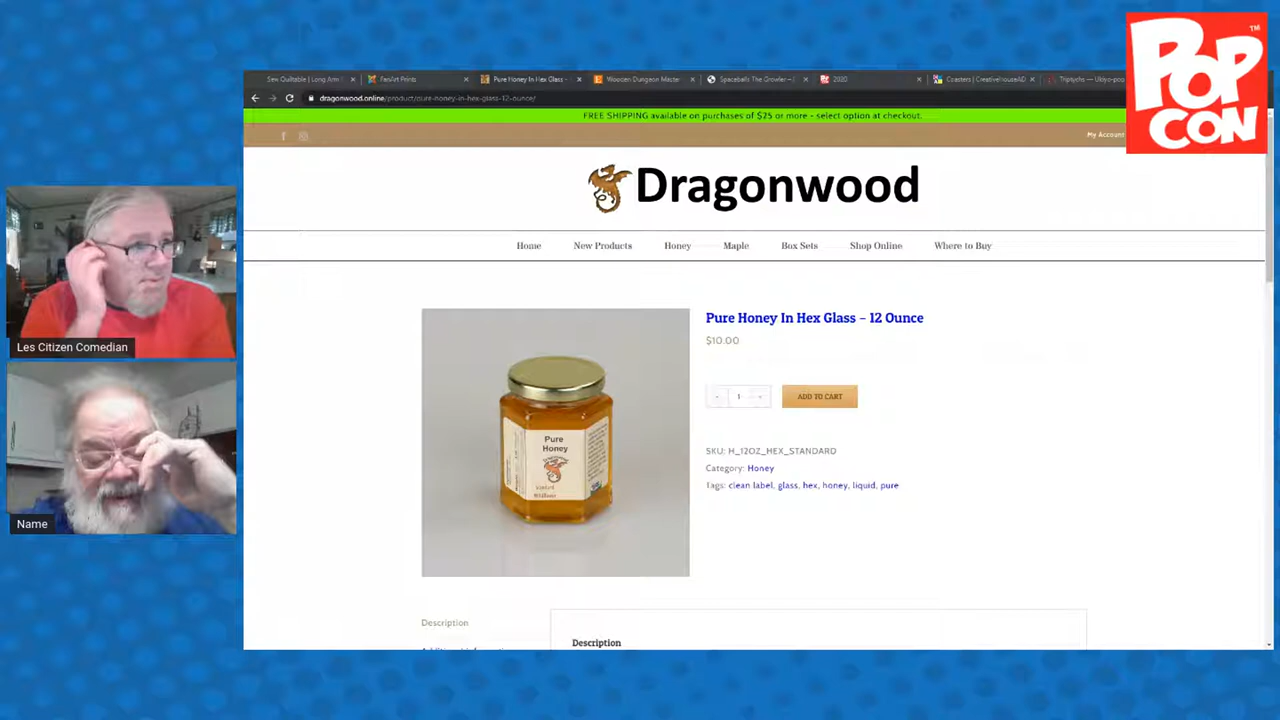 POP
CON
™
Sew Quiltable | Long Arm
FanArt Prints
Pure Honey In Hex Glass -
Wooden Dungeon Master
Spaceballs The Growler –
2020
Coasters | CreativehouseAD
Triptychs — Ukiyo-pop
dragonwood.online/product/pure-honey-in-hex-glass-12-ounce/
FREE SHIPPING available on purchases of $25 or more - select option at checkout.
My Account
Dragonwood
Home New Products Honey Maple Box Sets Shop Online Where to Buy
Les Citizen Comedian
Name
Pure
Honey
Pure Honey In Hex Glass – 12 Ounce
$10.00
- 1 + ADD TO CART
SKU: H_12OZ_HEX_STANDARD
Category: Honey
Tags: clean label, glass, hex, honey, liquid, pure
Description
Description